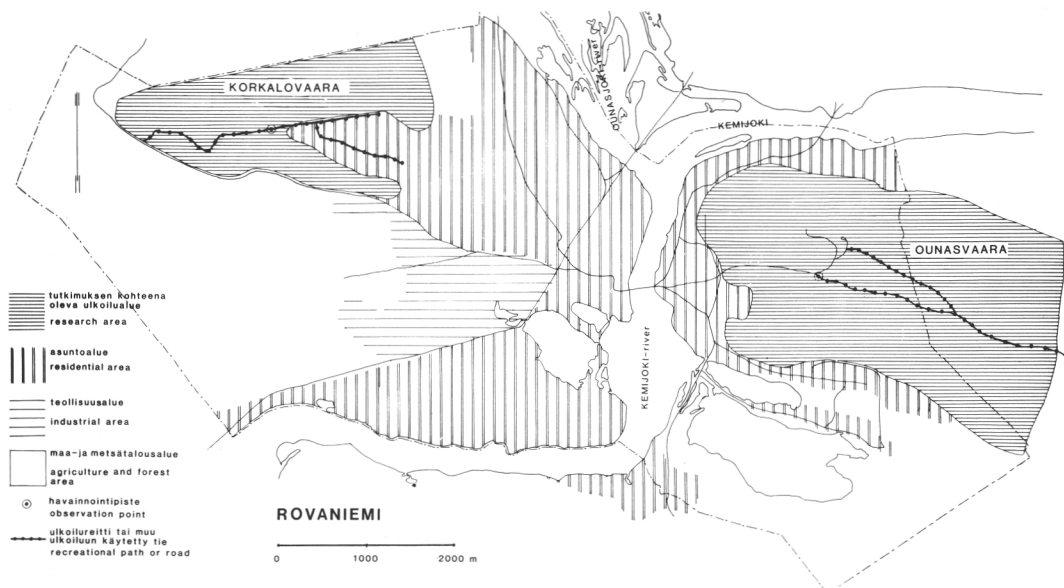 KORKALOVAARA
OUNASJOKI-river
KEMIJOKI
OUNASVAARA
KEMIJOKI-river
tutkimuksen kohteena
oleva ulkoilualue
research area
asuntoalue
residential area
teollisuusalue
industrial area
maa-ja metsätalousalue
agriculture and forest
area
havainnointipiste
observation point
ulkoilureitti tai muu
ulkoiluun käytetty tie
recreational path or road
ROVANIEMI
0 1000 2000 m